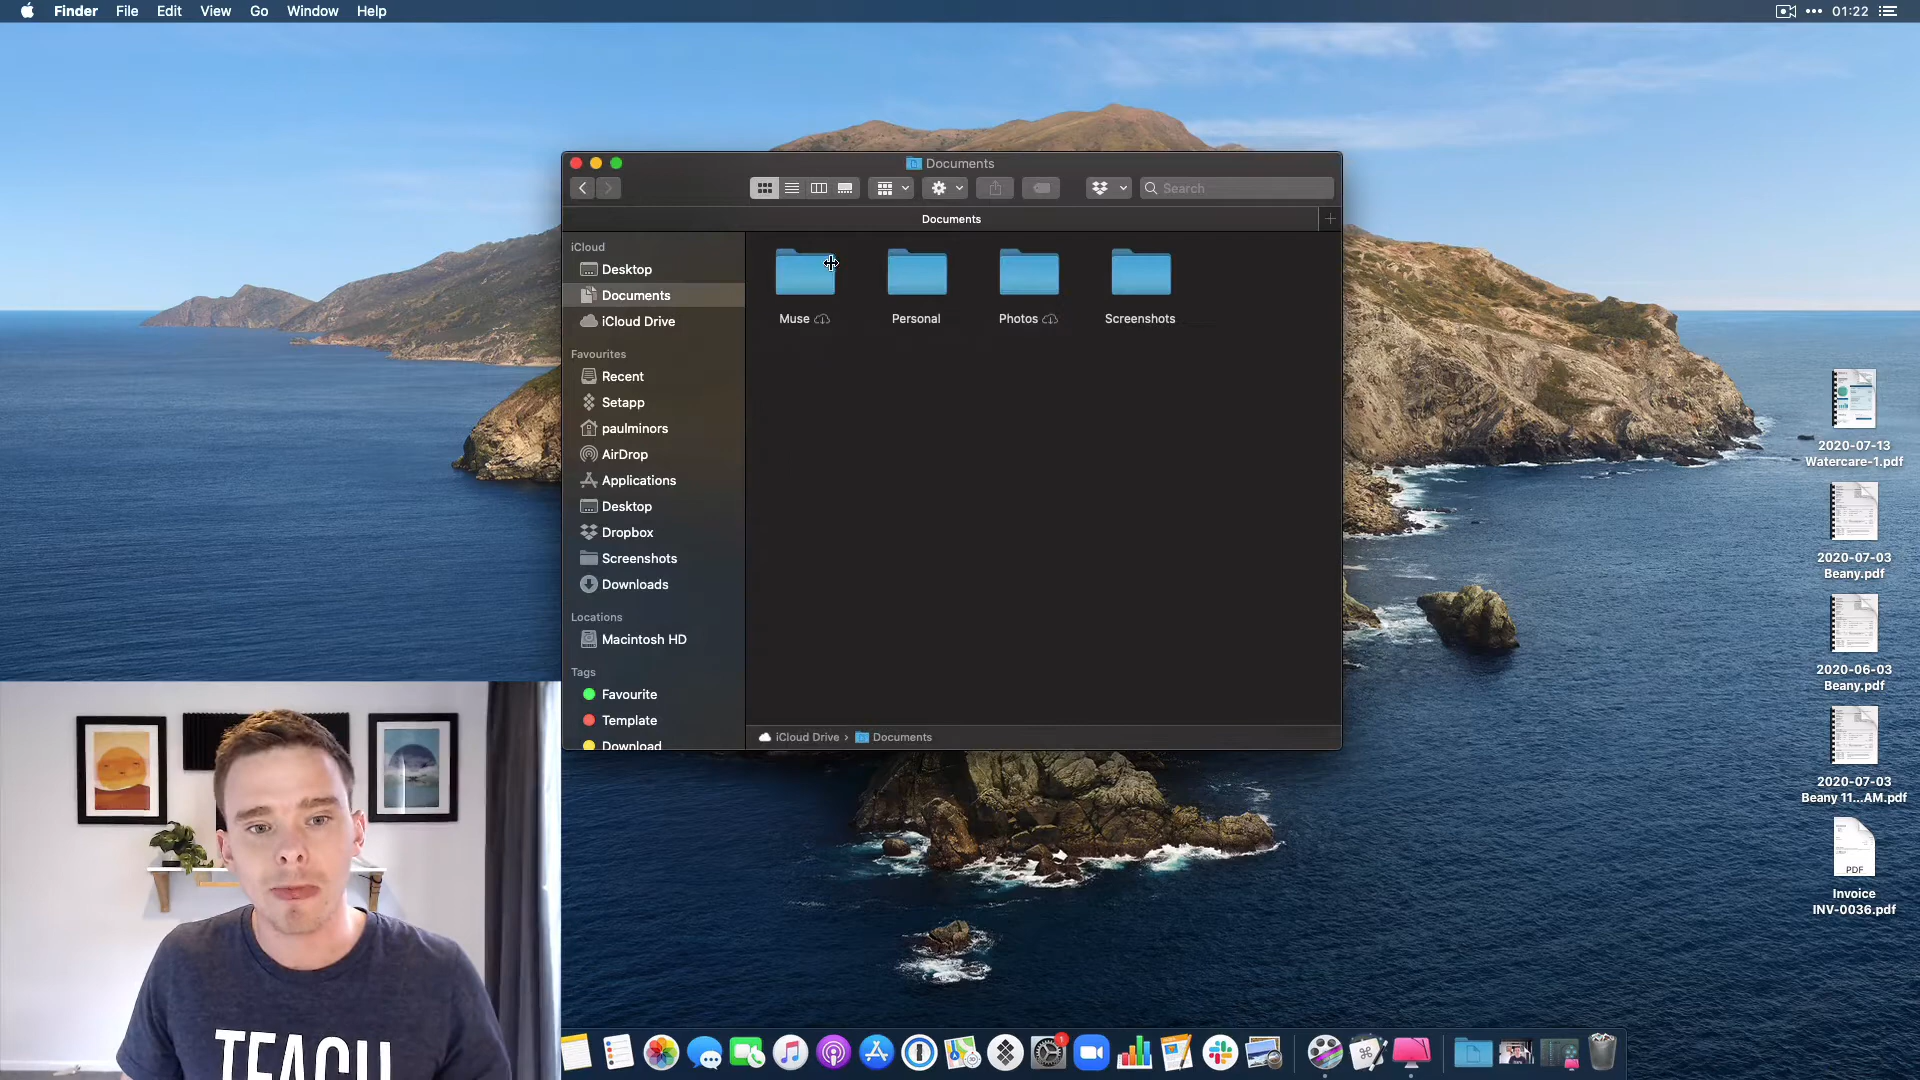 Finder File Edit View Go Window Help 01:22
Documents
Search
Documents
iCloud
Desktop
Documents
iCloud Drive
Favourites
Recent
Setapp
paulminors
AirDrop
Applications
Desktop
Dropbox
Screenshots
Downloads
Locations
Macintosh HD
Tags
Favourite
Template
Download
Muse Personal Photos Screenshots
iCloud Drive › Documents
2020-07-13
Watercare-1.pdf
2020-07-03
Beany.pdf
2020-06-03
Beany.pdf
2020-07-03
Beany 11...AM.pdf
PDF
Invoice
INV-0036.pdf
TEACH
1